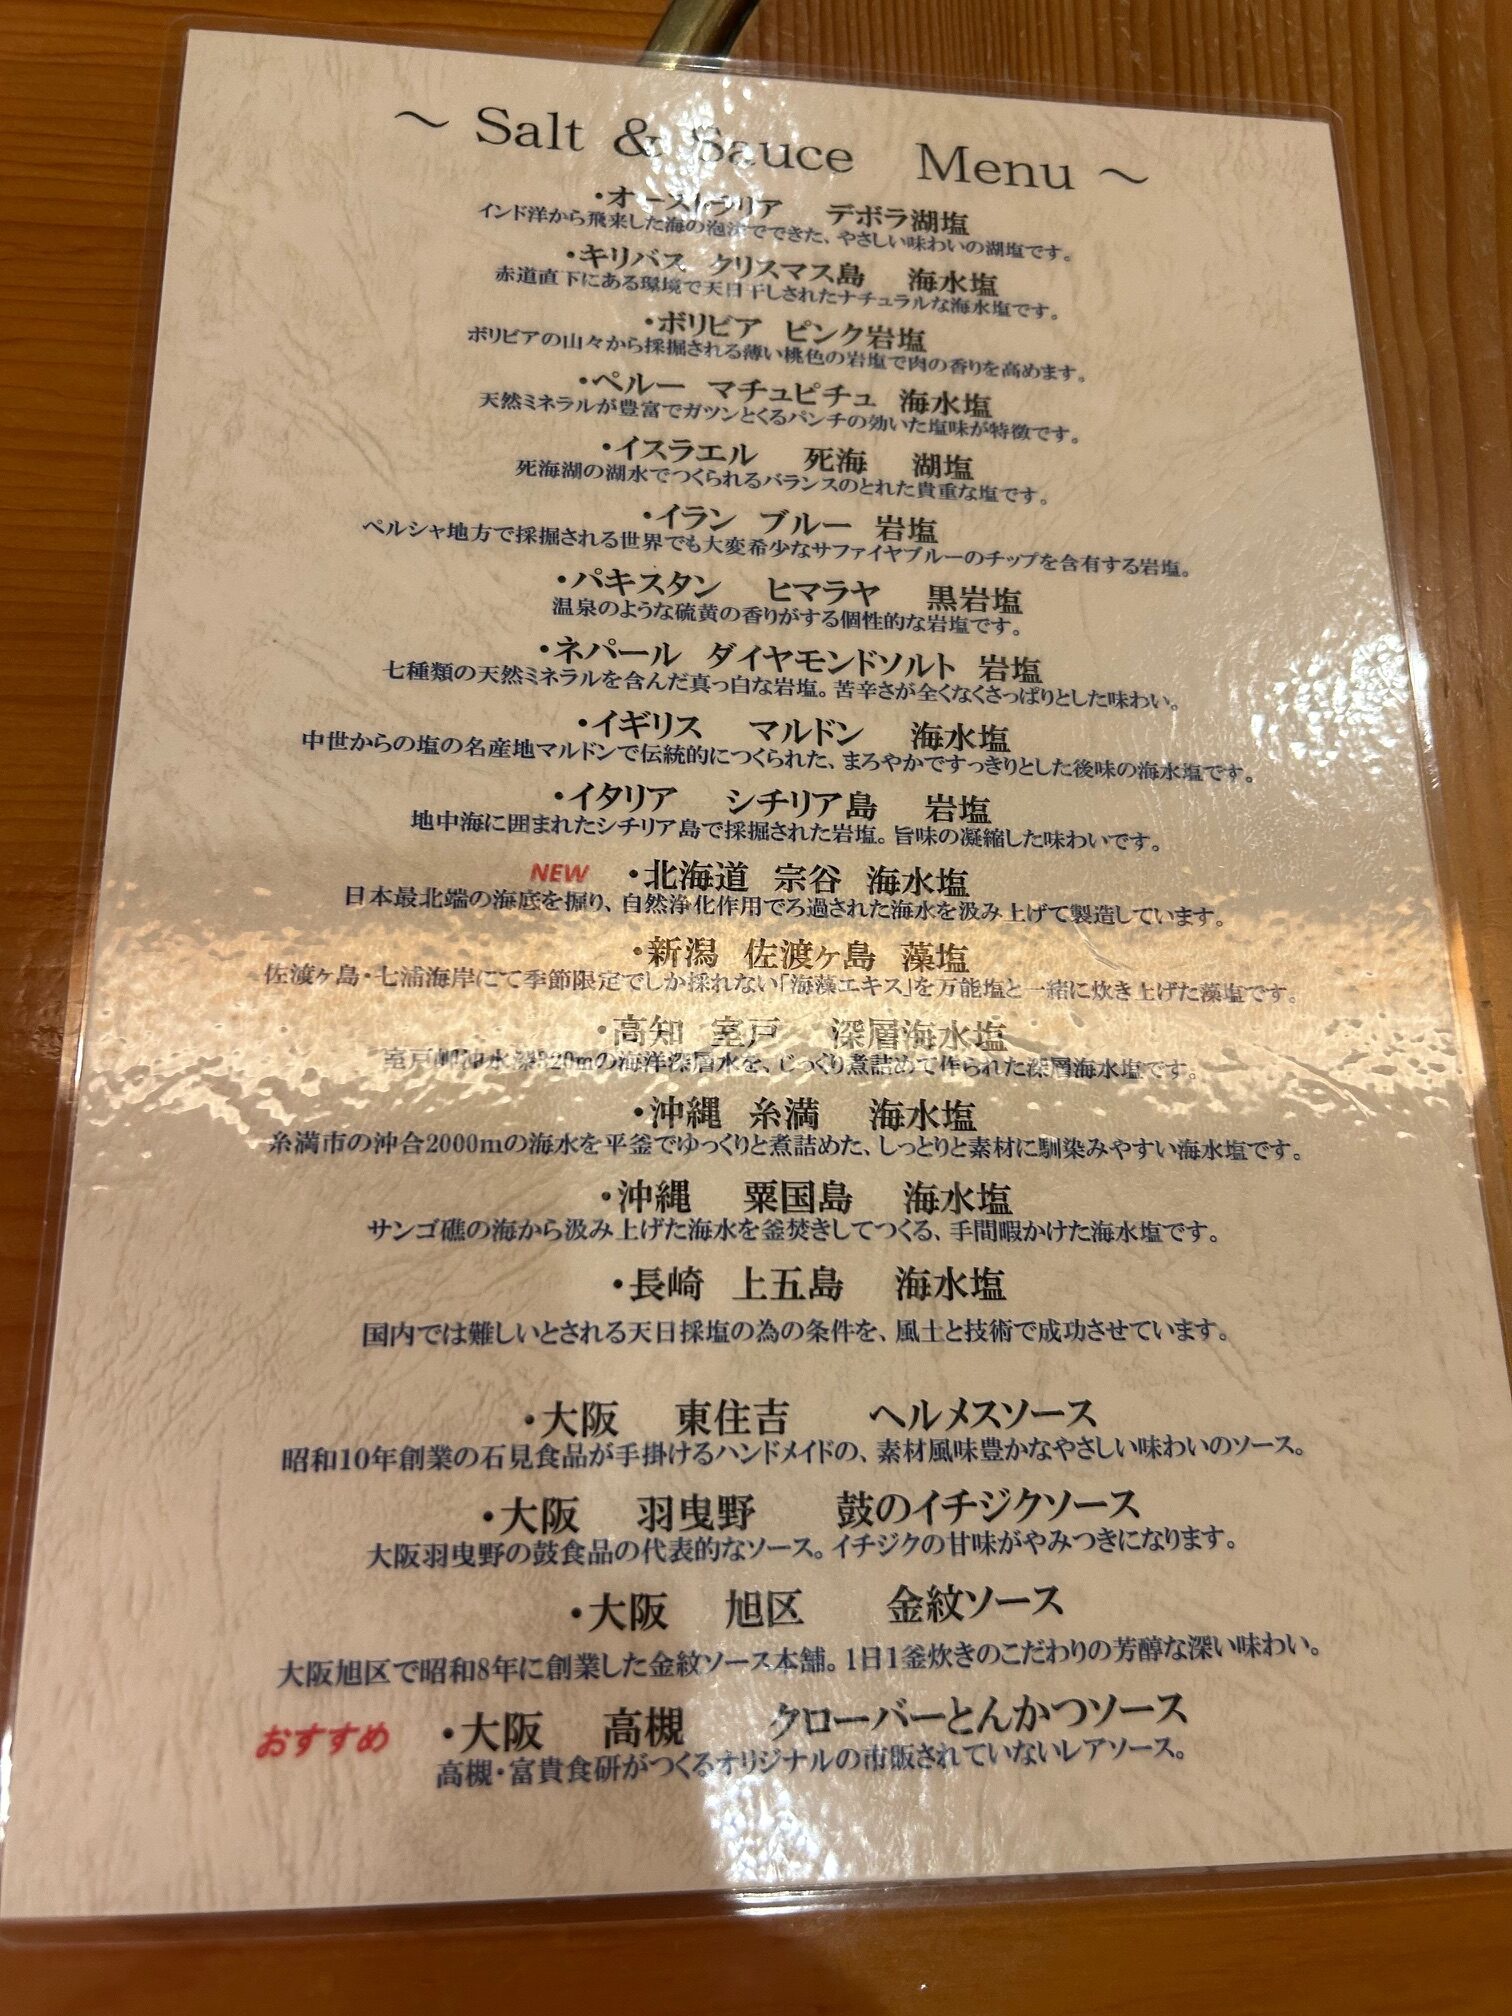 ～ Salt & Sauce Menu ～
・オーストラリア デボラ湖塩
インド洋から飛来した海の泡沫でできた、やさしい味わいの湖塩です。
・キリバス クリスマス島 海水塩
赤道直下にある環境で天日干しされたナチュラルな海水塩です。
・ボリビア ピンク岩塩
ボリビアの山々から採掘される薄い桃色の岩塩で肉の香りを高めます。
・ペルー マチュピチュ 海水塩
天然ミネラルが豊富でガツンとくるパンチの効いた塩味が特徴です。
・イスラエル 死海 湖塩
死海湖の湖水でつくられるバランスのとれた貴重な塩です。
・イラン ブルー 岩塩
ペルシャ地方で採掘される世界でも大変希少なサファイヤブルーのチップを含有する岩塩。
・パキスタン ヒマラヤ 黒岩塩
温泉のような硫黄の香りがする個性的な岩塩です。
・ネパール ダイヤモンドソルト 岩塩
七種類の天然ミネラルを含んだ真っ白な岩塩。苦辛さが全くなくさっぱりとした味わい。
・イギリス マルドン 海水塩
中世からの塩の名産地マルドンで伝統的につくられた、まろやかですっきりとした後味の海水塩です。
・イタリア シチリア島 岩塩
地中海に囲まれたシチリア島で採掘された岩塩。旨味の凝縮した味わいです。
NEW ・北海道 宗谷 海水塩
日本最北端の海底を掘り、自然浄化作用でろ過された海水を汲み上げて製造しています。
・新潟 佐渡ヶ島 藻塩
佐渡ヶ島・七浦海岸にて季節限定でしか採れない「海藻エキス」を万能塩と一緒に炊き上げた藻塩です。
・高知 室戸 深層海水塩
室戸岬沖水深320mの海洋深層水を、じっくり煮詰めて作られた深層海水塩です。
・沖縄 糸満 海水塩
糸満市の沖合2000mの海水を平釜でゆっくりと煮詰めた、しっとりと素材に馴染みやすい海水塩です。
・沖縄 粟国島 海水塩
サンゴ礁の海から汲み上げた海水を釜焚きしてつくる、手間暇かけた海水塩です。
・長崎 上五島 海水塩
国内では難しいとされる天日採塩の為の条件を、風土と技術で成功させています。
・大阪 東住吉 ヘルメスソース
昭和10年創業の石見食品が手掛けるハンドメイドの、素材風味豊かなやさしい味わいのソース。
・大阪 羽曳野 鼓のイチジクソース
大阪羽曳野の鼓食品の代表的なソース。イチジクの甘味がやみつきになります。
・大阪 旭区 金紋ソース
大阪旭区で昭和8年に創業した金紋ソース本舗。1日1釜炊きのこだわりの芳醇な深い味わい。
おすすめ ・大阪 高槻 クローバーとんかつソース
高槻・富貴食研がつくるオリジナルの市販されていないレアソース。